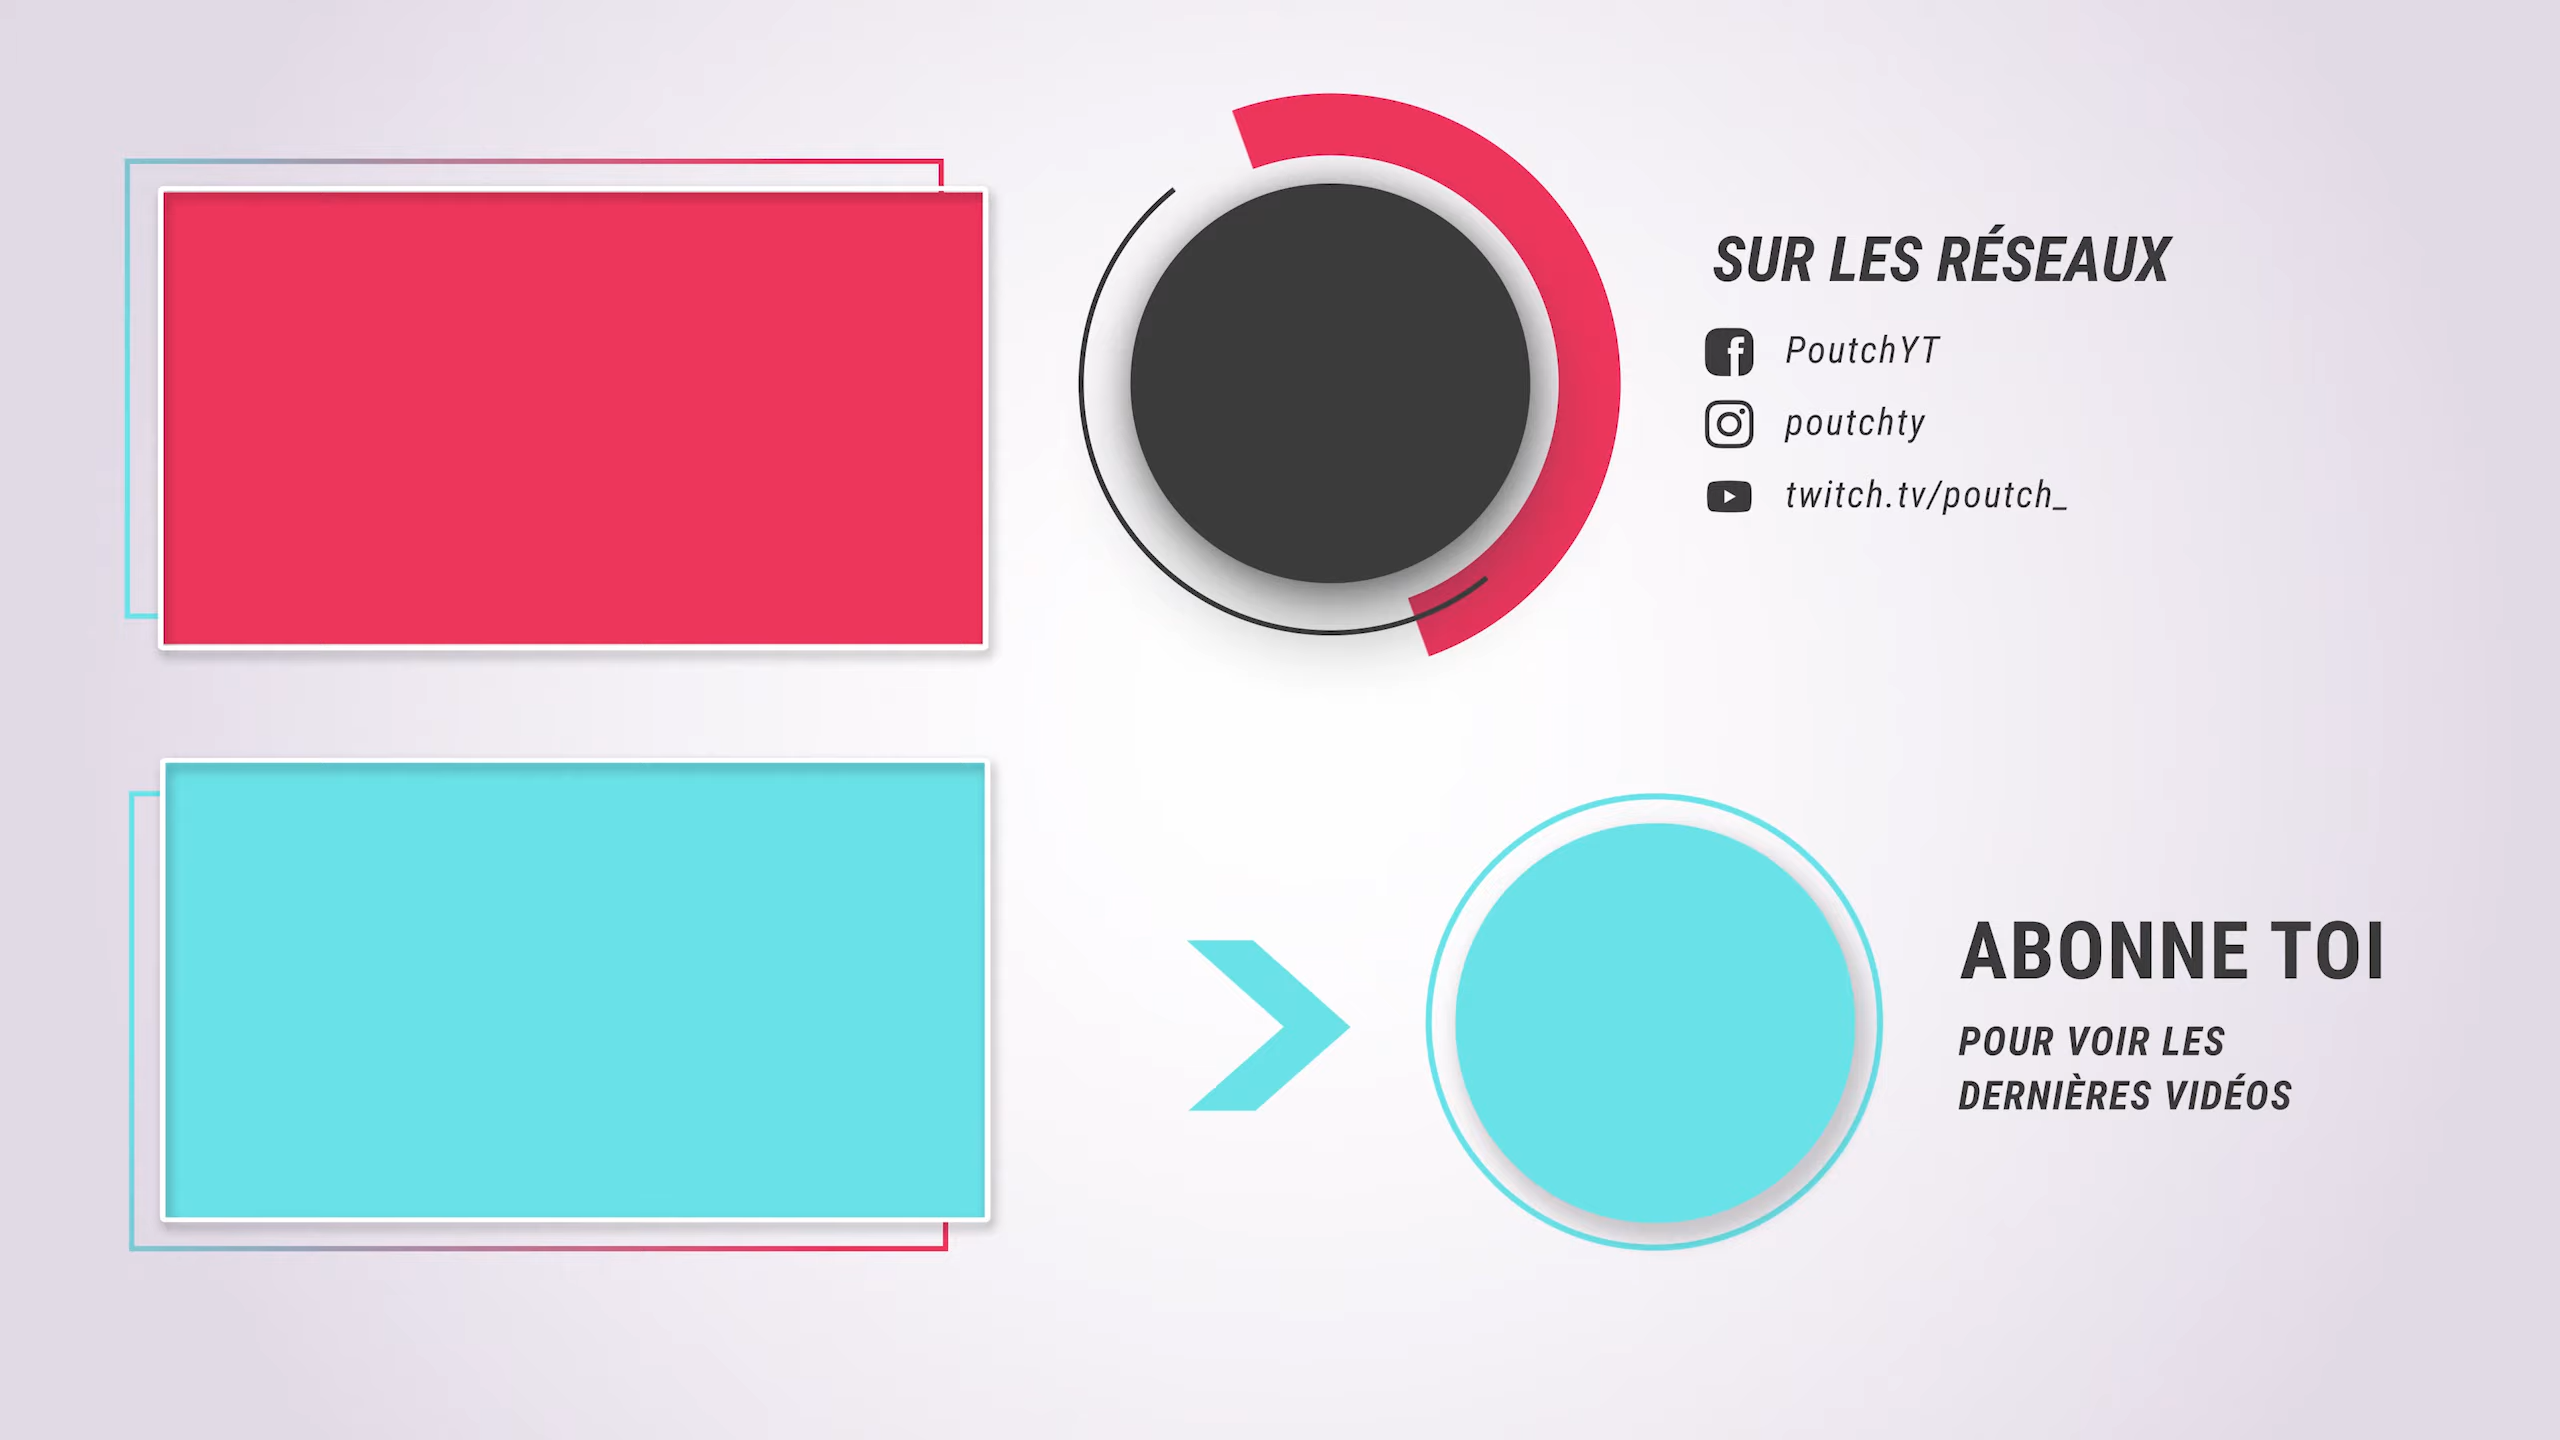 SUR LES RÉSEAUX
PoutchYT
poutchty
twitch.tv/poutch_
ABONNE TOI
POUR VOIR LES
DERNIÈRES VIDÉOS